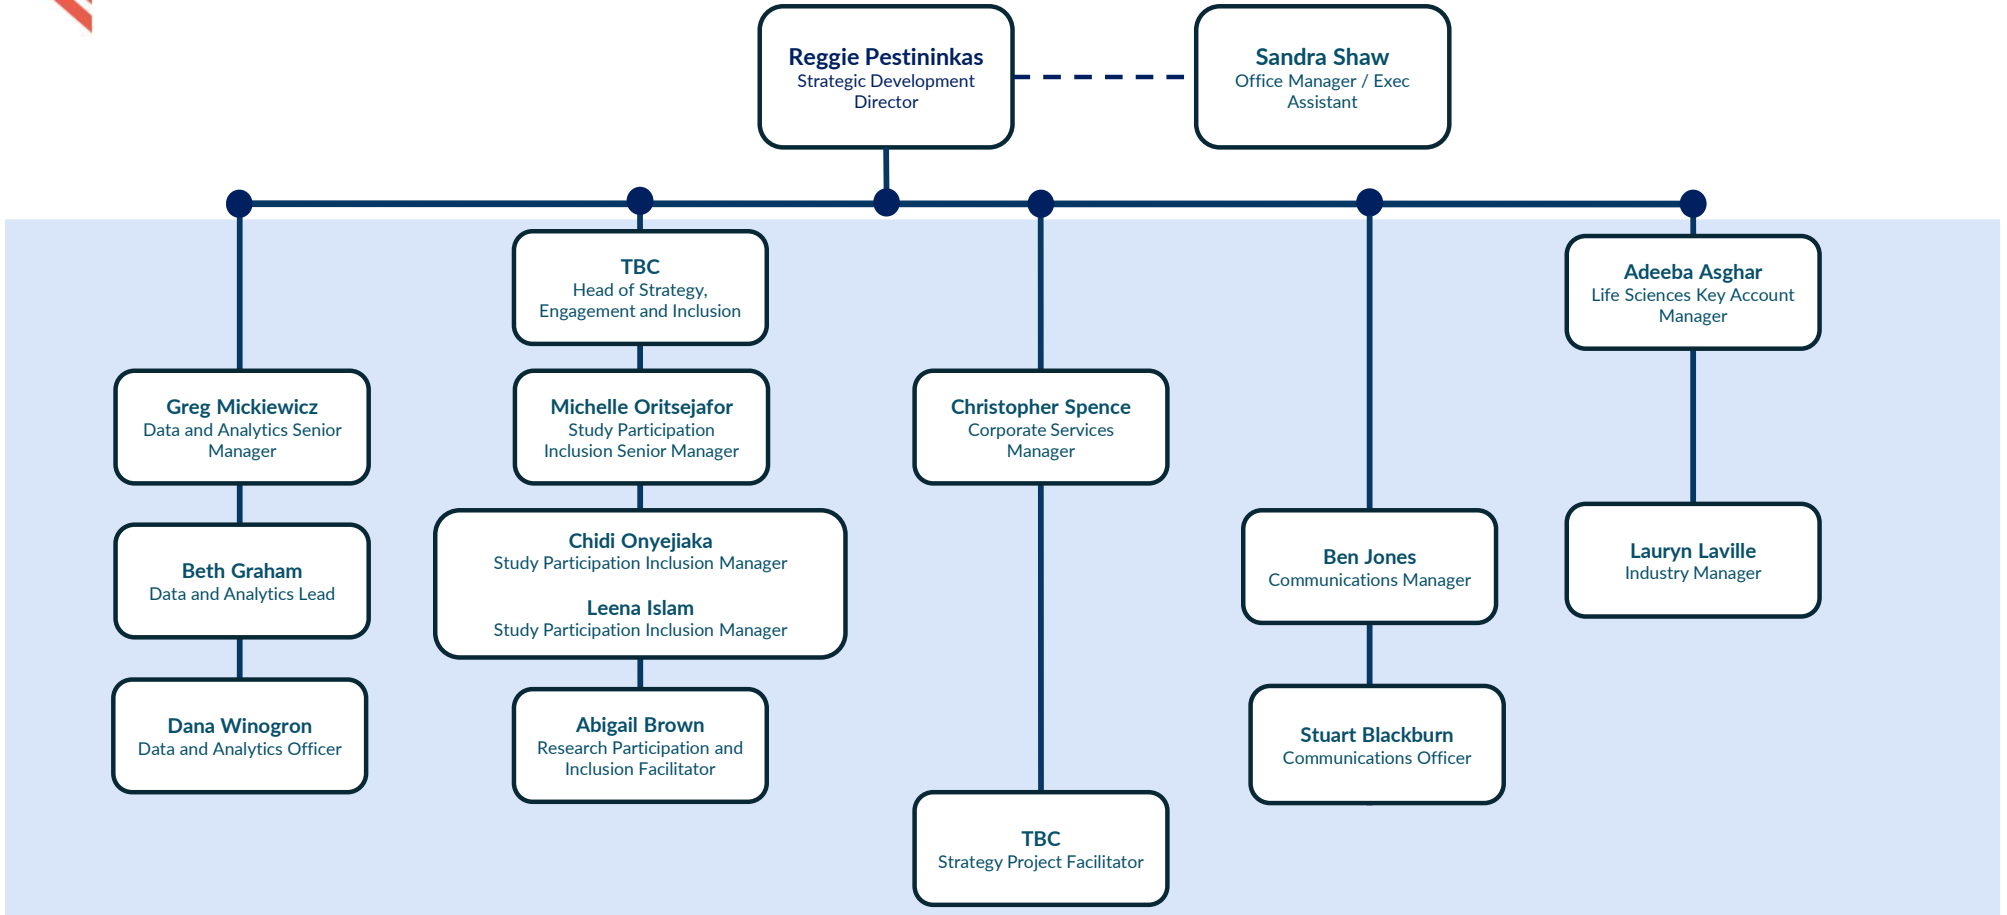 Reggie Pestininkas
Strategic Development
Director
Sandra Shaw
Office Manager / Exec
Assistant
TBC
Head of Strategy,
Engagement and Inclusion
Adeeba Asghar
Life Sciences Key Account
Manager
Greg Mickiewicz
Data and Analytics Senior
Manager
Michelle Oritsejafor
Study Participation
Inclusion Senior Manager
Christopher Spence
Corporate Services
Manager
Chidi Onyejiaka
Study Participation Inclusion Manager
Leena Islam
Study Participation Inclusion Manager
Beth Graham
Data and Analytics Lead
Ben Jones
Communications Manager
Lauryn Laville
Industry Manager
Dana Winogron
Data and Analytics Officer
Abigail Brown
Research Participation and
Inclusion Facilitator
Stuart Blackburn
Communications Officer
TBC
Strategy Project Facilitator